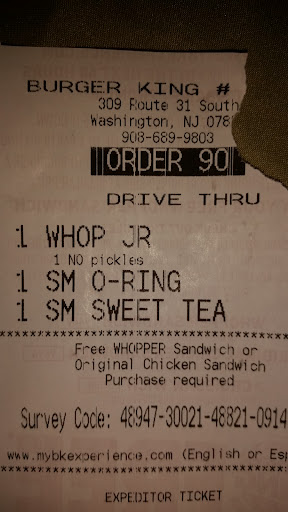 BURGER KING #
309 Route 31 South
Washington, NJ 078
908-689-9803
ORDER 90
DRIVE THRU
1 WHOP JR
1 NO pickles
1 SM O-RING
1 SM SWEET TEA
Free WHOPPER Sandwich or
Original Chicken Sandwich
Purchase required
Survey Code: 48947-30021-48821-0914
www.mybkexperience.com (English or Esp
EXPEDITOR TICKET